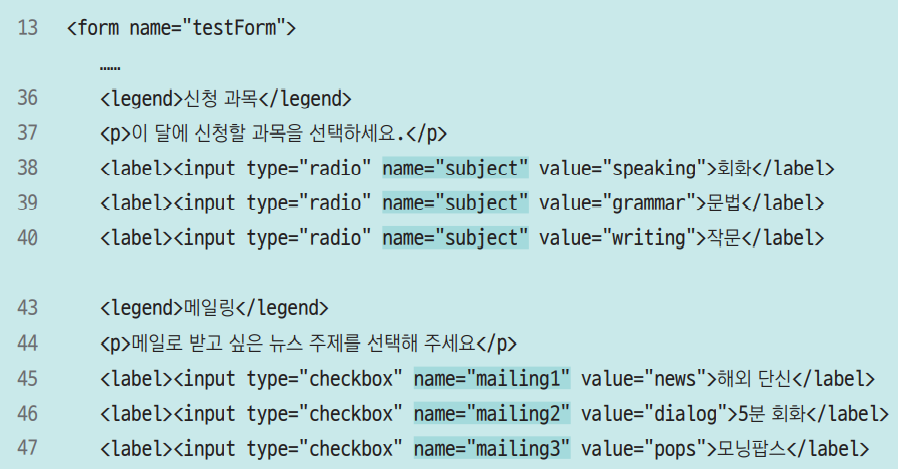 13 <form name="testForm">
……
36 <legend>신청 과목</legend>
37 <p>이 달에 신청할 과목을 선택하세요.</p>
38 <label><input type="radio" name="subject" value="speaking">회화</label>
39 <label><input type="radio" name="subject" value="grammar">문법</label>
40 <label><input type="radio" name="subject" value="writing">작문</label>
43 <legend>메일링</legend>
44 <p>메일로 받고 싶은 뉴스 주제를 선택해 주세요</p>
45 <label><input type="checkbox" name="mailing1" value="news">해외 단신</label>
46 <label><input type="checkbox" name="mailing2" value="dialog">5분 회화</label>
47 <label><input type="checkbox" name="mailing3" value="pops">모닝팝스</label>